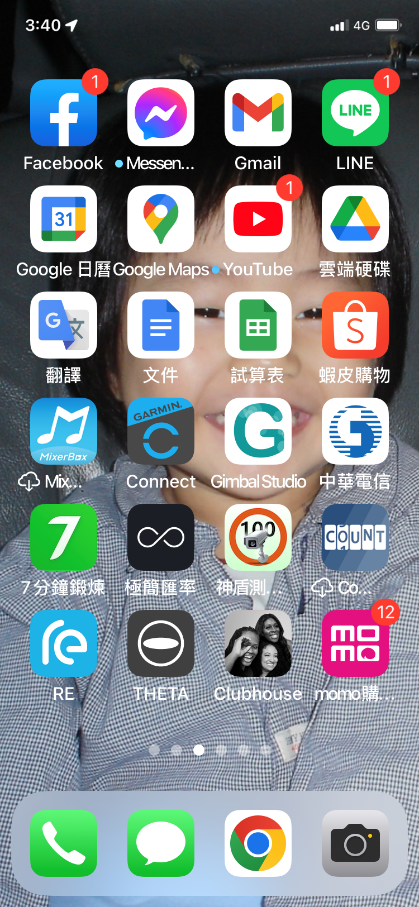 3:40
4G
1
1
Facebook
Messen...
Gmail
LINE
LINE
31
1
Google 日曆
Google Maps
YouTube
雲端硬碟
G
文
S
翻譯
文件
試算表
蝦皮購物
MixerBox
GARMIN
G
Mix...
Connect
Gimbal Studio
中華電信
7
100
COUNT
7 分鐘鍛煉
極簡匯率
神盾測...
Co...
re
12
momo
RE
THETA
Clubhouse
momo購...